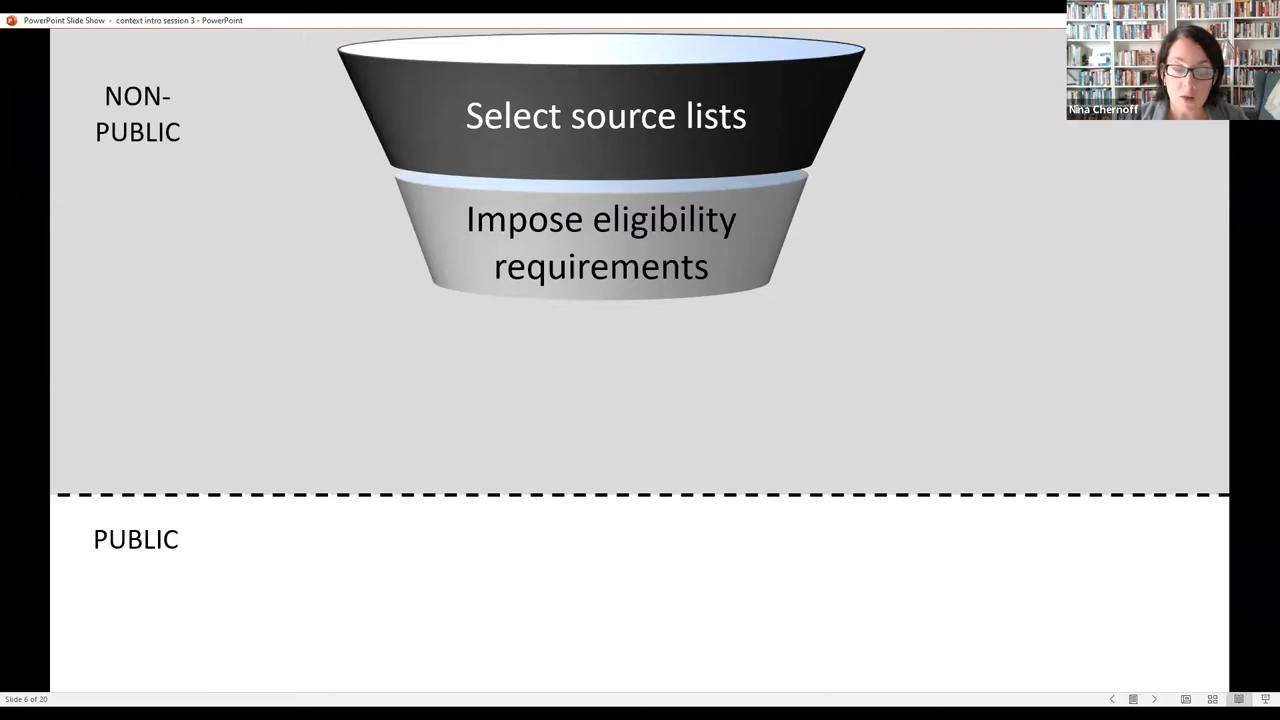 PowerPoint Slide Show - context intro session 3 - PowerPoint
NON-
PUBLIC
Select source lists
Impose eligibility
requirements
Nina Chernoff
PUBLIC
Slide 6 of 20